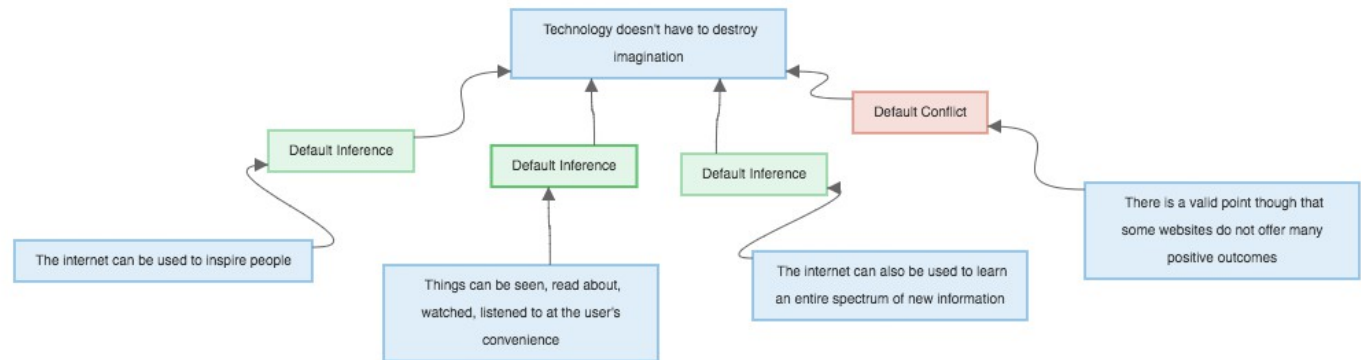 Technology doesn't have to destroy
imagination
Default Conflict
Default Inference
Default Inference
Default Inference
There is a valid point though that
some websites do not offer many
positive outcomes
The internet can be used to inspire people
Things can be seen, read about,
watched, listened to at the user's
convenience
The internet can also be used to learn
an entire spectrum of new information